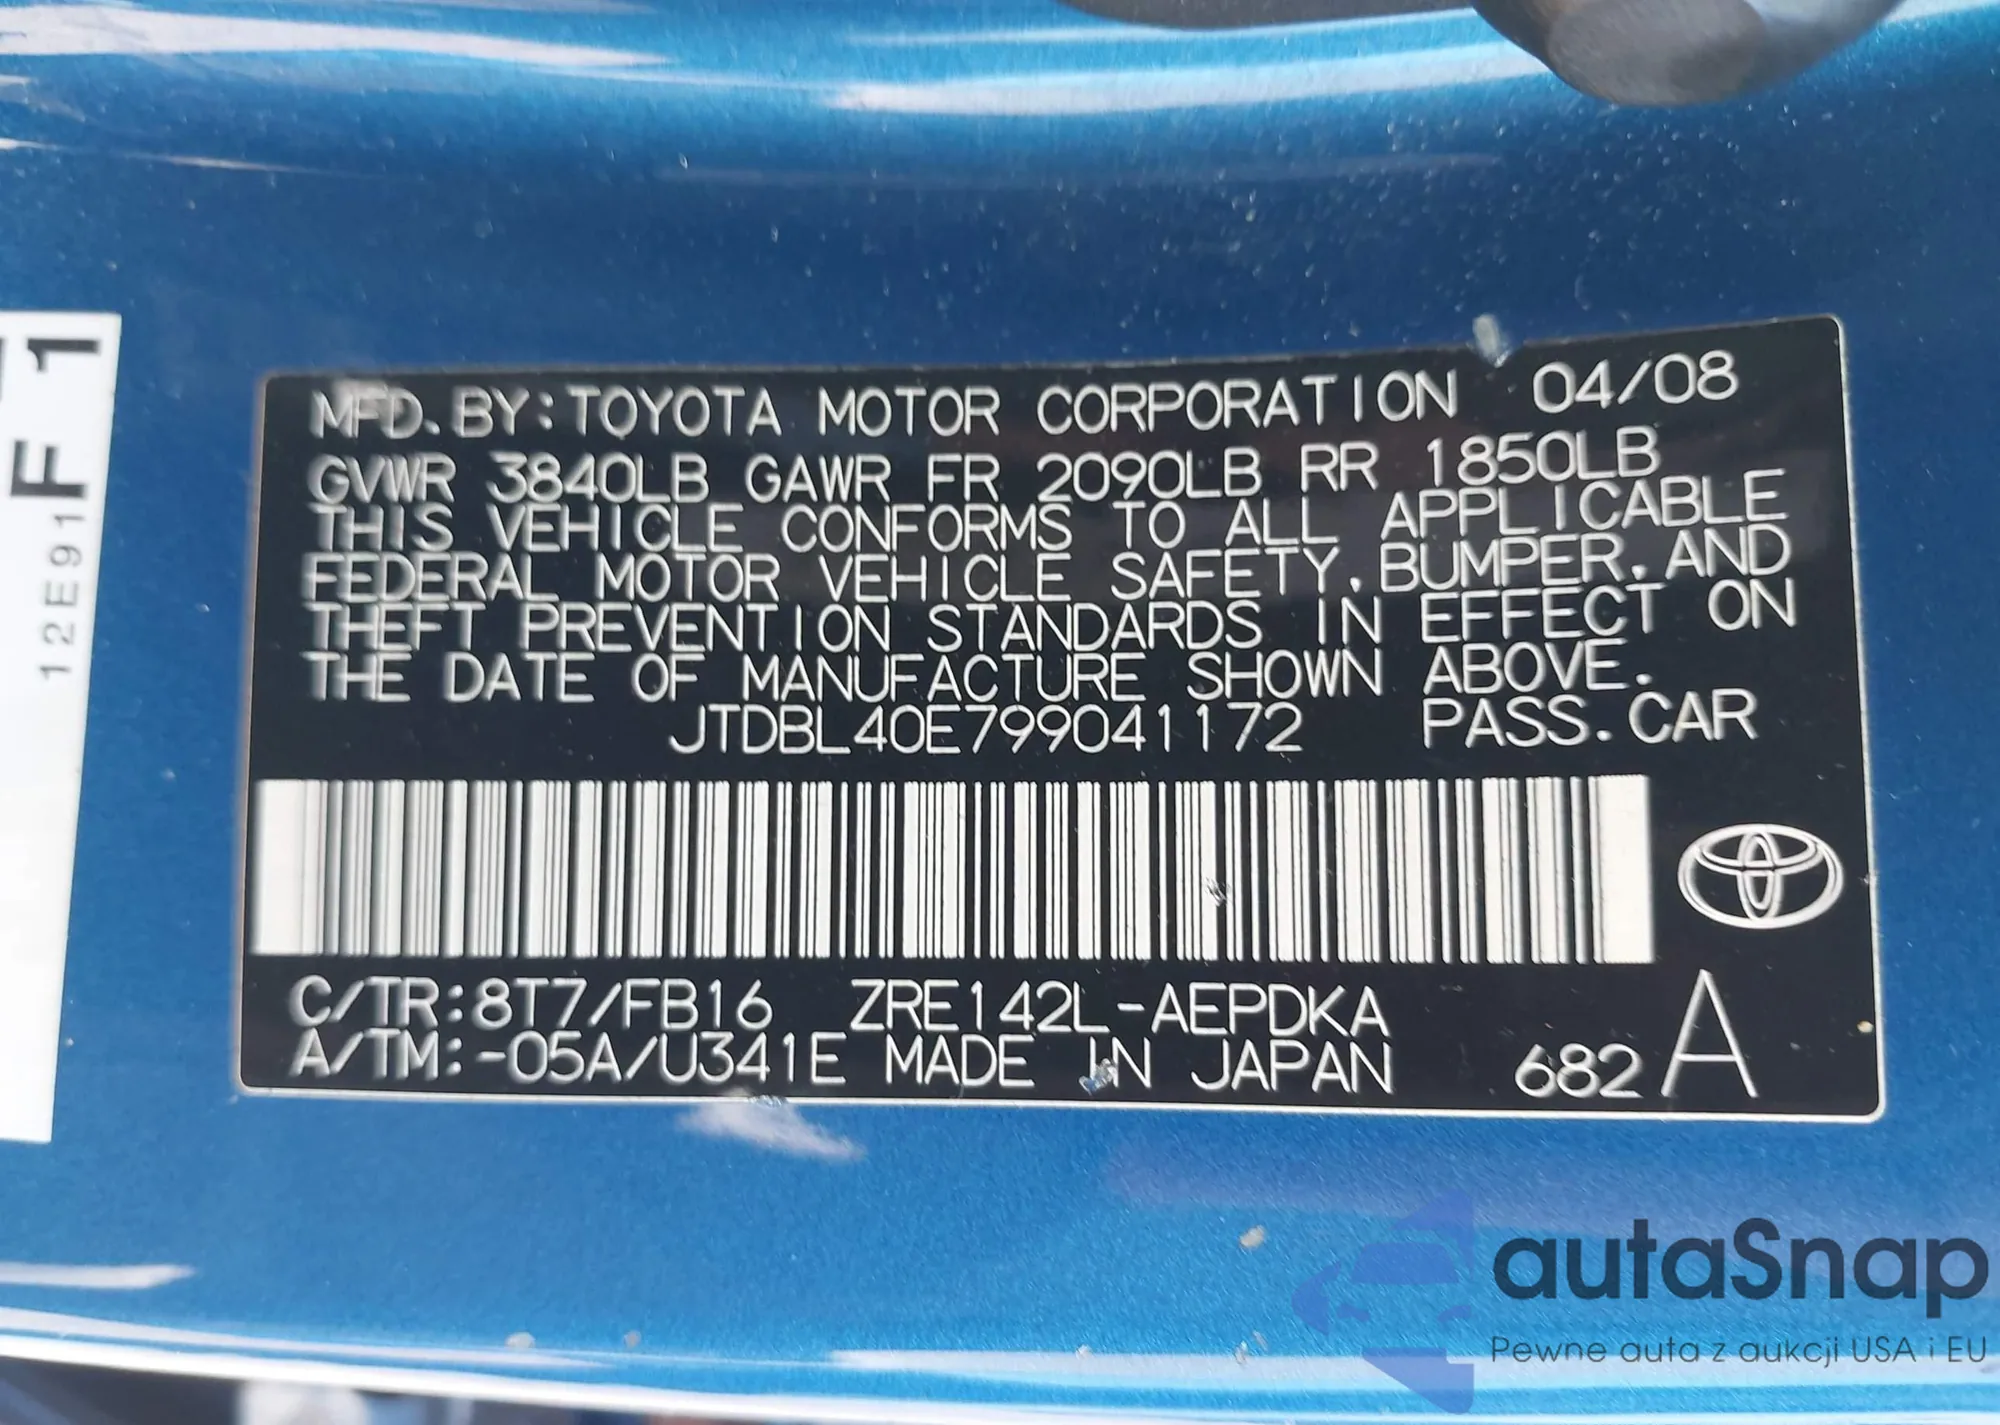 F 1
12E91
MFD. BY: TOYOTA MOTOR CORPORATION 04/08
GVWR 3840LB GAWR FR 2090LB RR 1850LB
THIS VEHICLE CONFORMS TO ALL APPLICABLE
FEDERAL MOTOR VEHICLE SAFETY, BUMPER, AND
THEFT PREVENTION STANDARDS IN EFFECT ON
THE DATE OF MANUFACTURE SHOWN ABOVE.
JTDBL40E799041172 PASS. CAR
C/TR:8T7/FB16 ZRE142L-AEPDKA
A/TM:-05A/U341E MADE IN JAPAN 682 A
autaSnap
Pewne auta z aukcji USA i EU